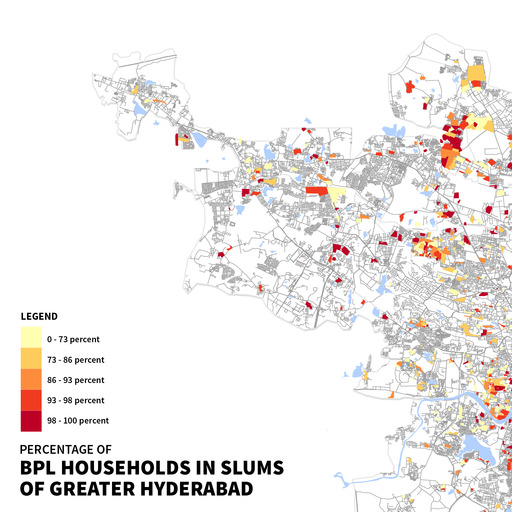 LEGEND
0 - 73 percent
73 - 86 percent
86 - 93 percent
93 - 98 percent
98 - 100 percent
PERCENTAGE OF
BPL HOUSEHOLDS IN SLUMS
OF GREATER HYDERABAD